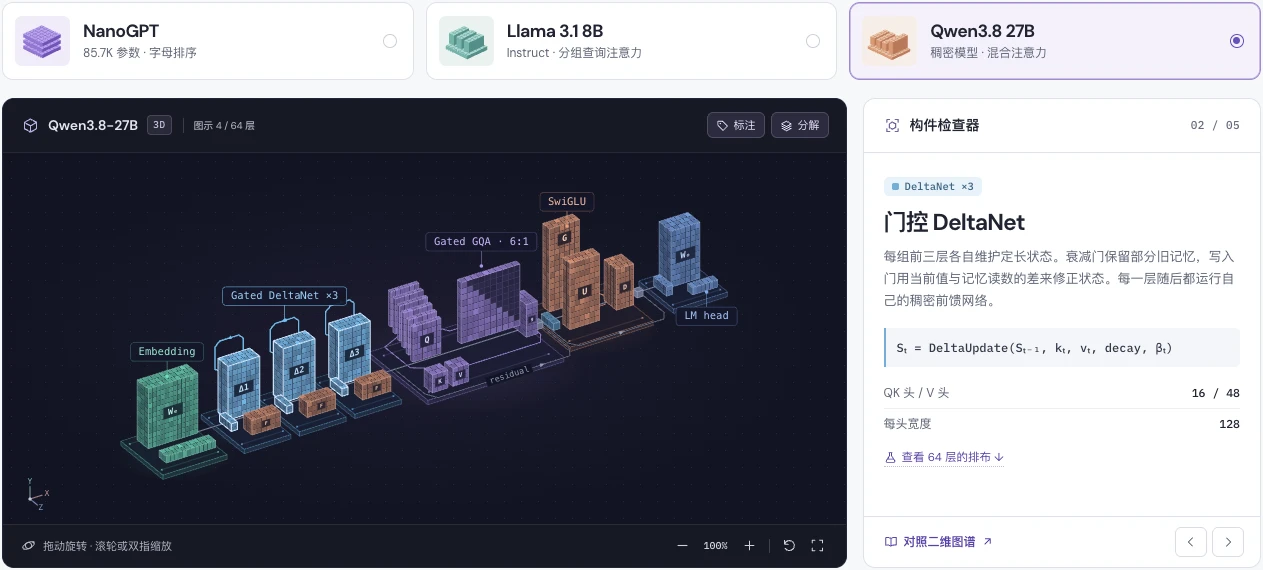 NanoGPT
85.7K 参数 · 字母排序
Llama 3.1 8B
Instruct · 分组查询注意力
Qwen3.8 27B
稠密模型 · 混合注意力
Qwen3.8-27B
3D
图示 4 / 64 层
标注
分解
SwiGLU
Gated GQA · 6:1
Gated DeltaNet ×3
Embedding
LM head
G
U
D
Wₑ
Q
K
V
Δ1
Δ2
Δ3
F
F
F
residual
Y
X
Z
拖动旋转 · 滚轮或双指缩放
100%
构件检查器
02 / 05
DeltaNet ×3
门控 DeltaNet
每组前三层各自维护定长状态。衰减门保留部分旧记忆，写入
门用当前值与记忆读数的差来修正状态。每一层随后都运行自
己的稠密前馈网络。
Sₜ = DeltaUpdate(Sₜ₋₁, kₜ, vₜ, decay, βₜ)
QK 头 / V 头
16 / 48
每头宽度
128
查看 64 层的排布 ↓
对照二维图谱 ↗